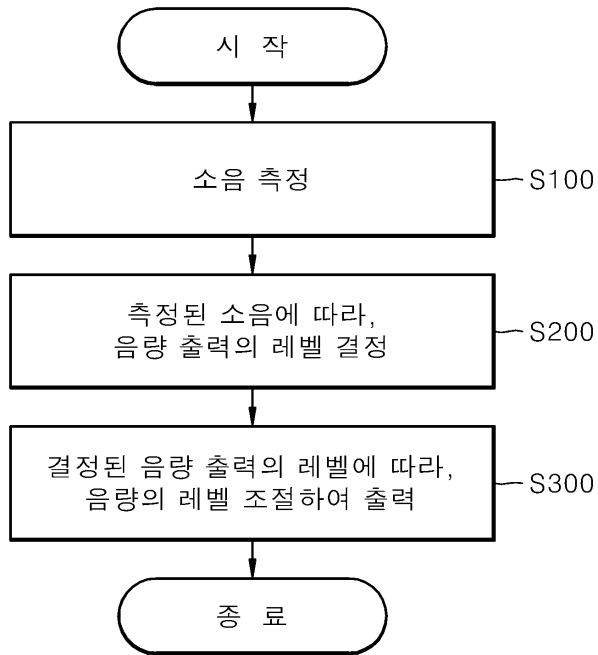 시 작
소음 측정
S100
측정된 소음에 따라,
음량 출력의 레벨 결정
S200
결정된 음량 출력의 레벨에 따라,
음량의 레벨 조절하여 출력
S300
종 료